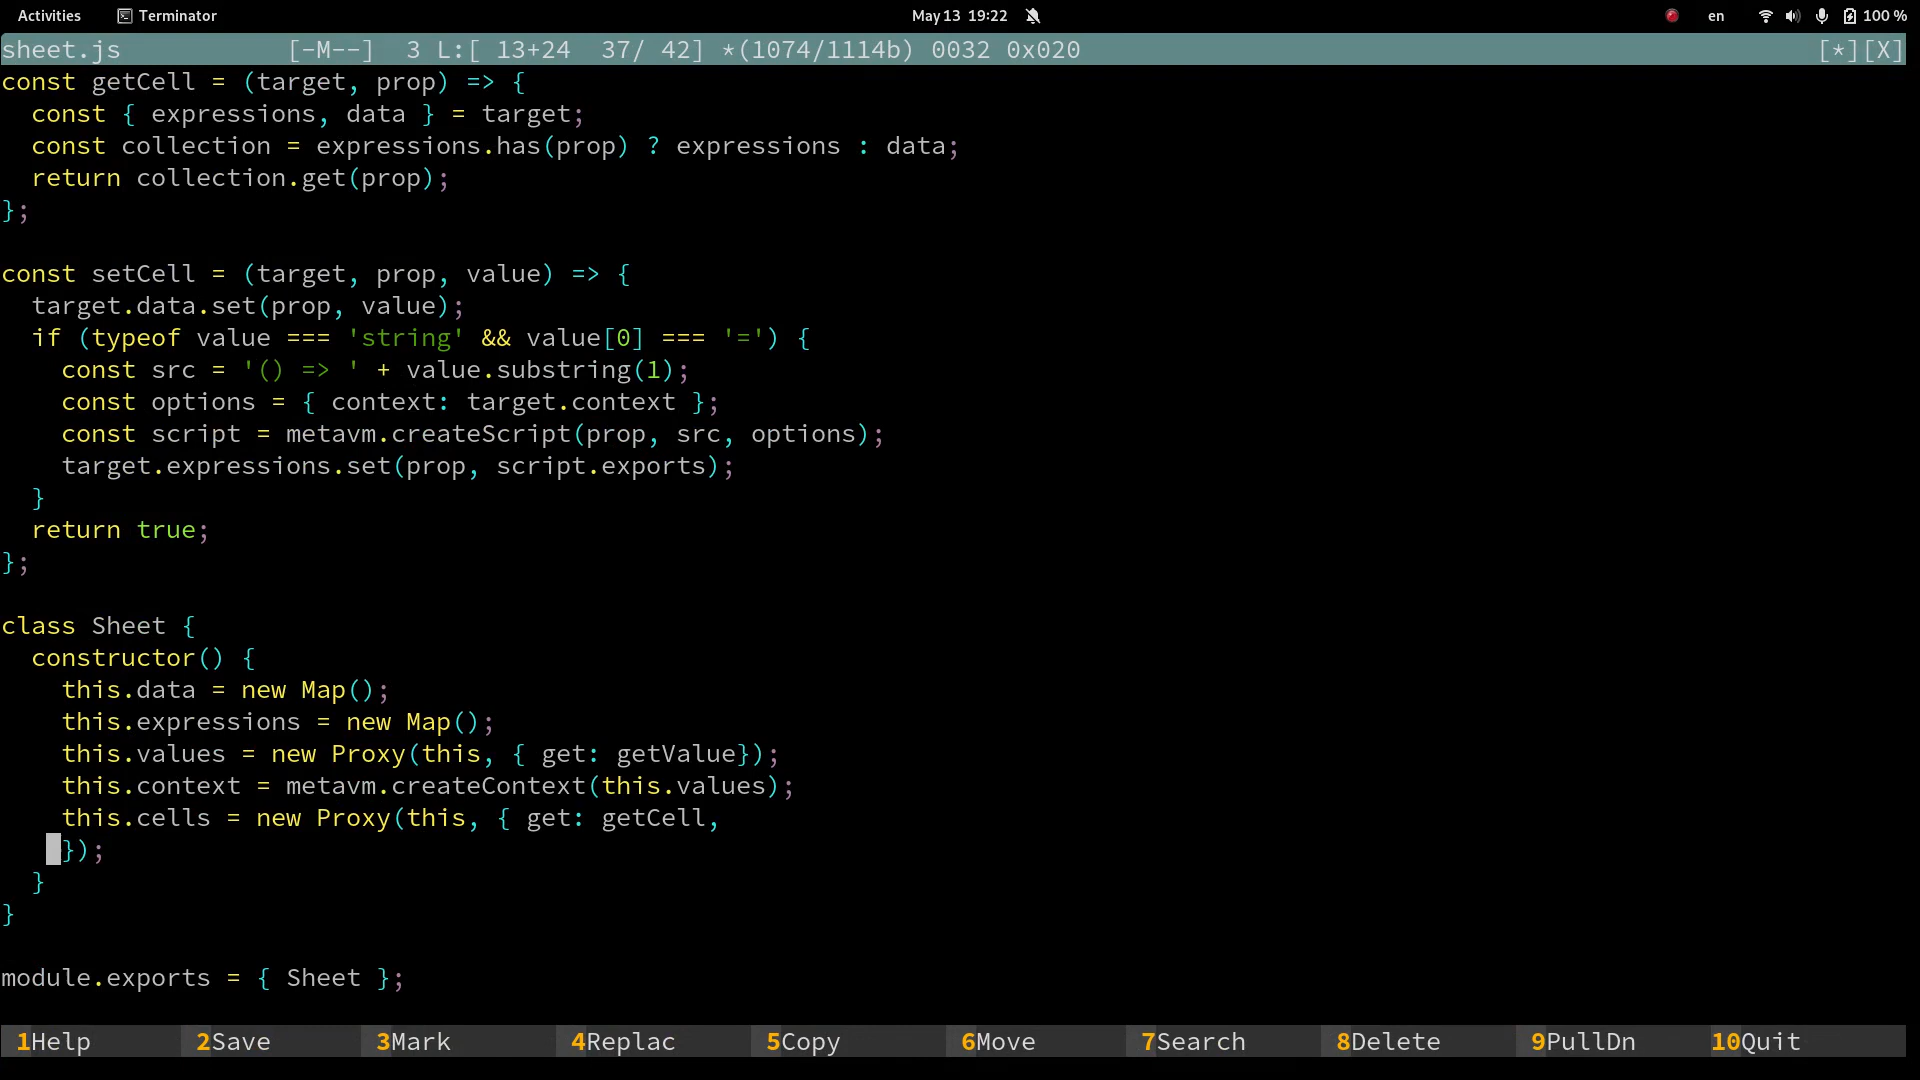 Activities Terminator May 13 19:22 en 100 %
sheet.js [-M--] 3 L:[ 13+24 37/ 42] *(1074/1114b) 0032 0x020 [*][X]
const getCell = (target, prop) => {
  const { expressions, data } = target;
  const collection = expressions.has(prop) ? expressions : data;
  return collection.get(prop);
};

const setCell = (target, prop, value) => {
  target.data.set(prop, value);
  if (typeof value === 'string' && value[0] === '=') {
    const src = '() => ' + value.substring(1);
    const options = { context: target.context };
    const script = metavm.createScript(prop, src, options);
    target.expressions.set(prop, script.exports);
  }
  return true;
};

class Sheet {
  constructor() {
    this.data = new Map();
    this.expressions = new Map();
    this.values = new Proxy(this, { get: getValue});
    this.context = metavm.createContext(this.values);
    this.cells = new Proxy(this, { get: getCell,
    });
  }
}

module.exports = { Sheet };
1Help 2Save 3Mark 4Replac 5Copy 6Move 7Search 8Delete 9PullDn 10Quit